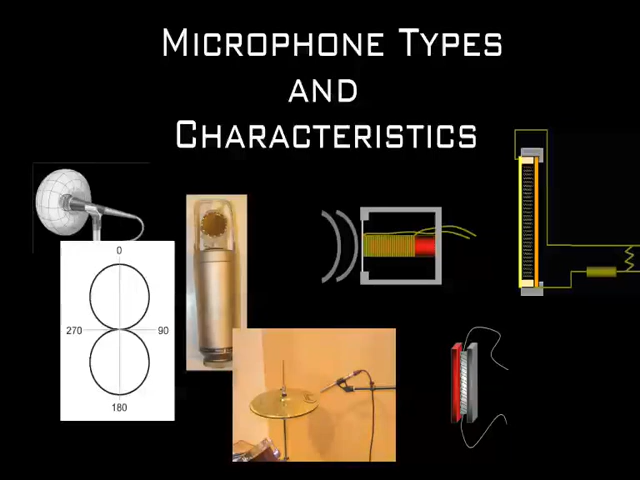 MICROPHONE TYPES
AND
CHARACTERISTICS
0
270 90
180